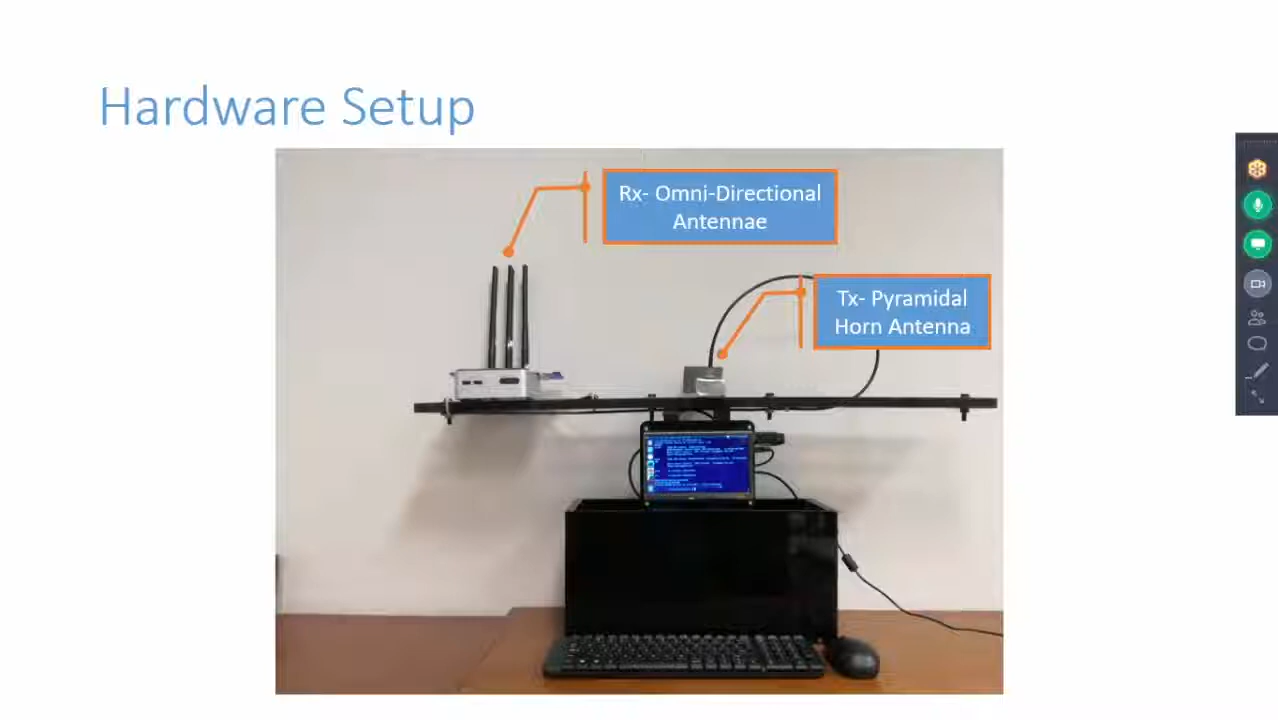 Hardware Setup
Rx- Omni-Directional
Antennae
Tx- Pyramidal
Horn Antenna